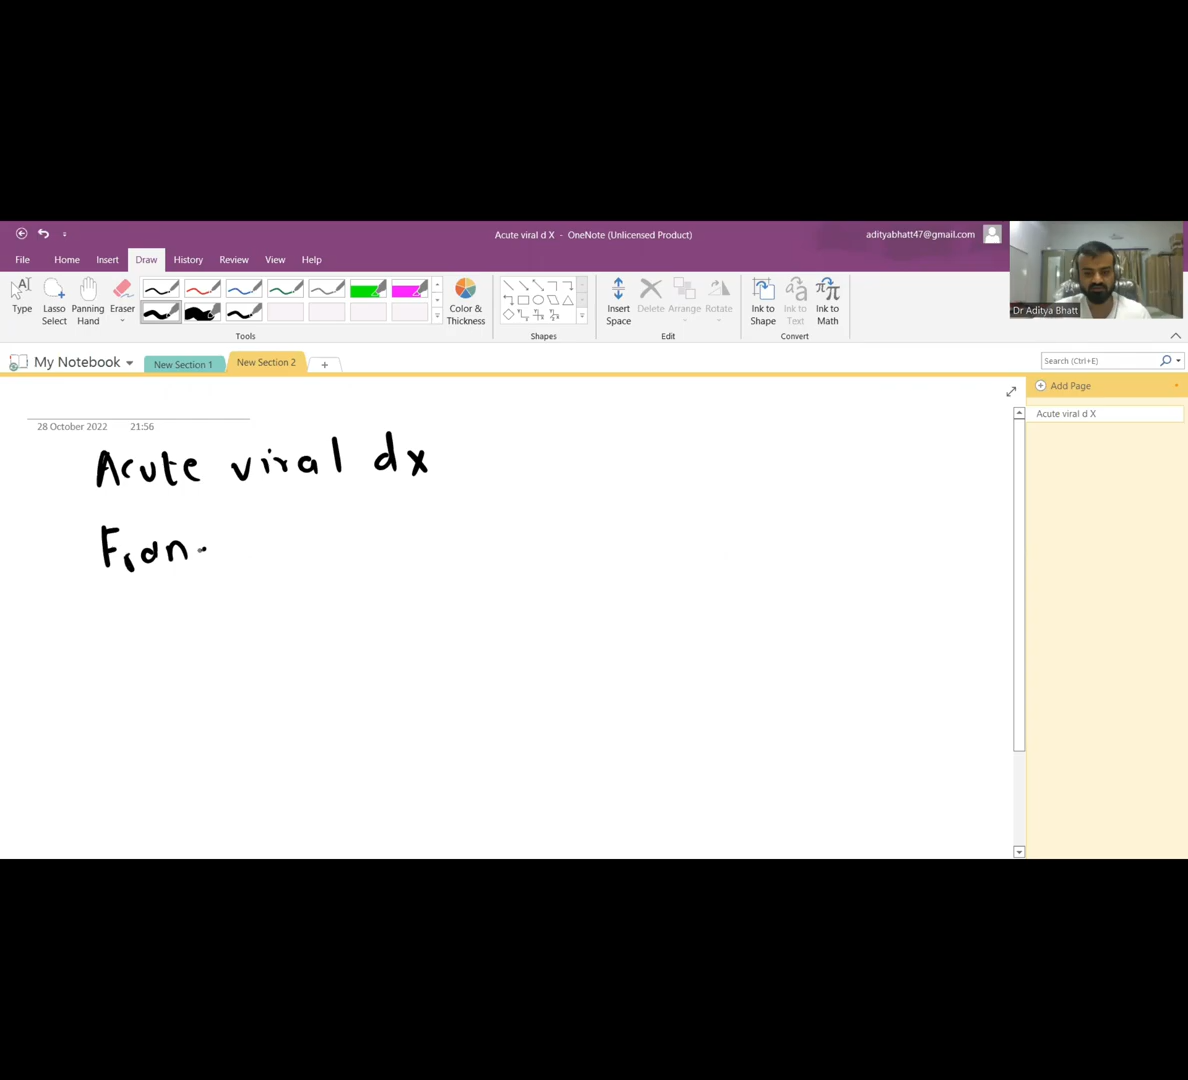 Acute viral d X - OneNote (Unlicensed Product)
adityabhatt47@gmail.com
File Home Insert Draw History Review View Help
Type
Lasso Select
Panning Hand
Eraser
Color & Thickness
Insert Space
Delete
Arrange
Rotate
Ink to Shape
Ink to Text
Ink to Math
Tools
Shapes
Edit
Convert
Dr Aditya Bhatt
My Notebook
New Section 1
New Section 2
Search (Ctrl+E)
Add Page
Acute viral d X
28 October 2022 21:56
Acute viral dx